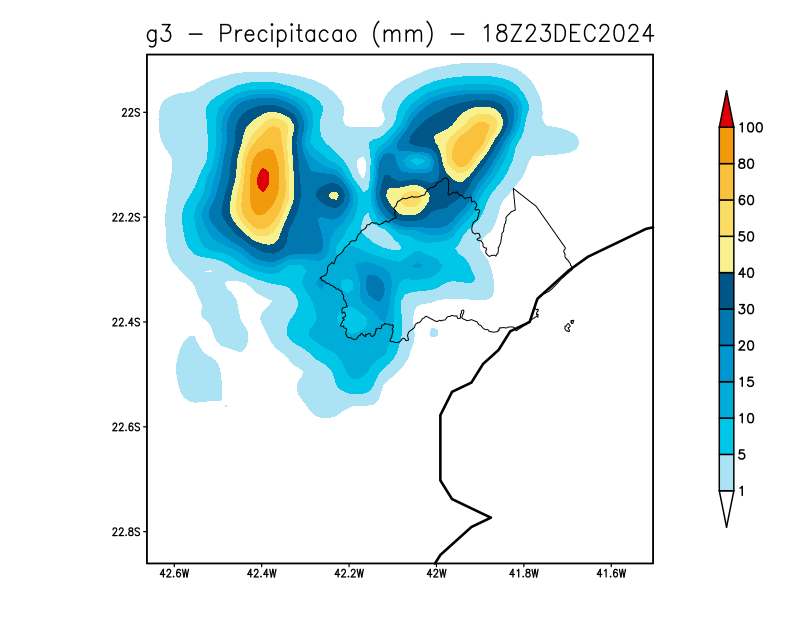 g3 - Precipitacao (mm) - 18Z23DEC2024
22S
22.2S
22.4S
22.6S
22.8S
42.6W
42.4W
42.2W
42W
41.8W
41.6W
100
80
60
50
40
30
20
15
10
5
1